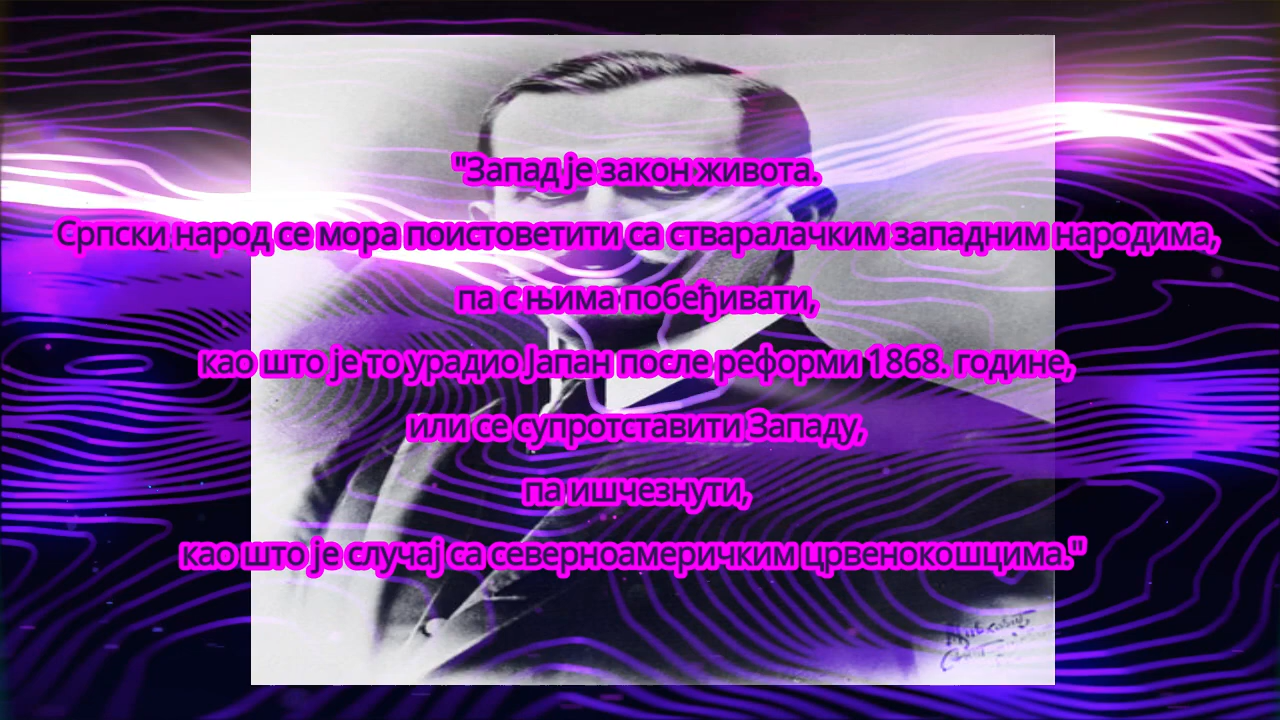 "Запад је закон живота.
Српски народ се мора поистоветити са стваралачким западним народима,
па с њима побеђивати,
као што је то урадио Јапан после реформи 1868. године,
или се супротставити Западу,
па ишчезнути,
као што је случај са северноамеричким црвенокошцима."